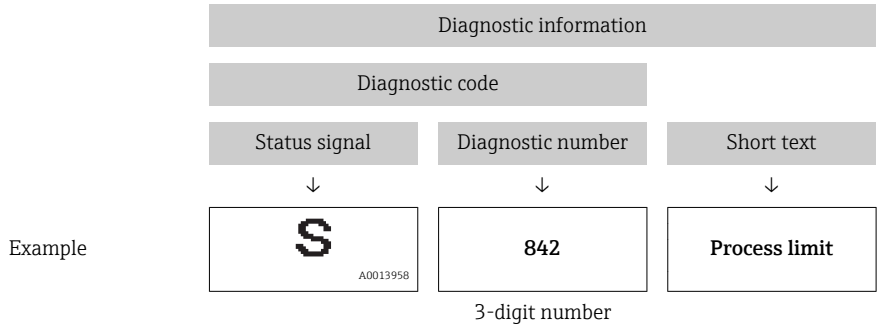 Diagnostic information
Diagnostic code
Status signal Diagnostic number Short text
↓ ↓ ↓
Example S 842 Process limit
A0013958
3-digit number